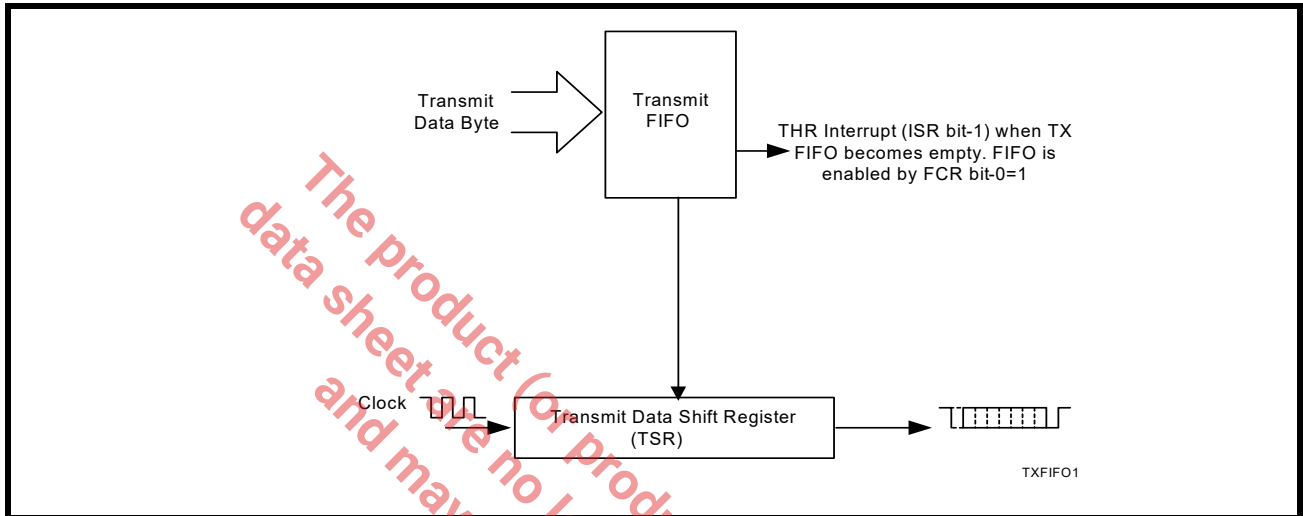 Transmit
Data Byte
Transmit
FIFO
THR Interrupt (ISR bit-1) when TX
FIFO becomes empty. FIFO is
enabled by FCR bit-0=1
Clock
Transmit Data Shift Register
(TSR)
TXFIFO1
The product (or produ
data sheet are no l
and may